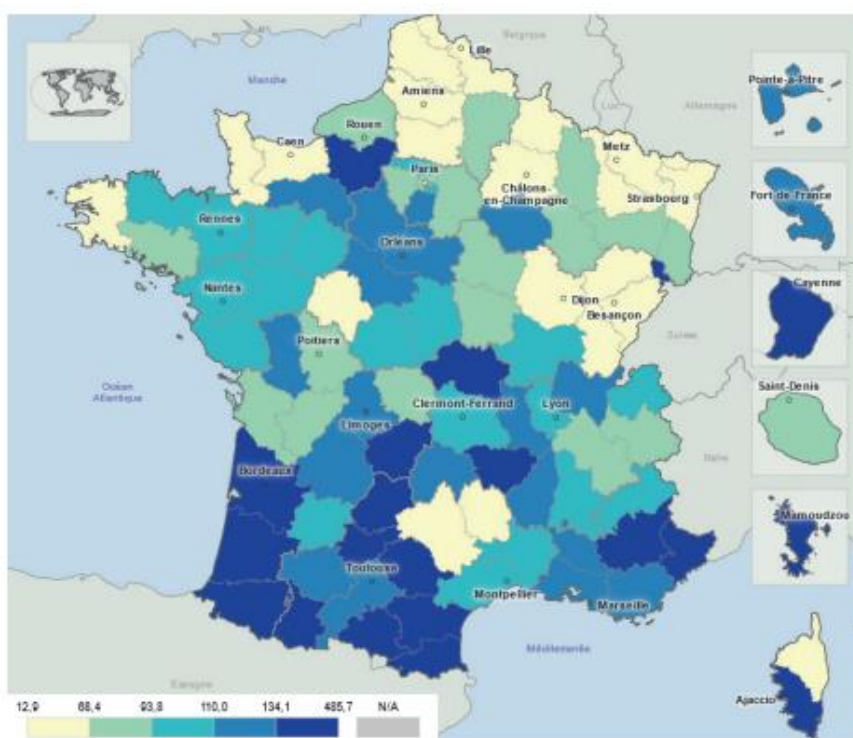 Belgique
Lille
Manche
Amiens
Pointe-à-Pitre
Lux
Allemagne
Rouen
Caen
Metz
Paris
Châlons-
en-Champagne
Strasbourg
Fort-de-France
Rennes
Orléans
Cayenne
Nantes
Dijon
Besançon
Suisse
Poitiers
Océan
Atlantique
Saint-Denis
Clermont-Ferrand
Lyon
Limoges
Italie
Bordeaux
Mamoudzou
Toulouse
Montpellier
Marseille
Méditerranée
Espagne
Ajaccio
12,9 68,4 93,8 110,0 134,1 485,7 N/A